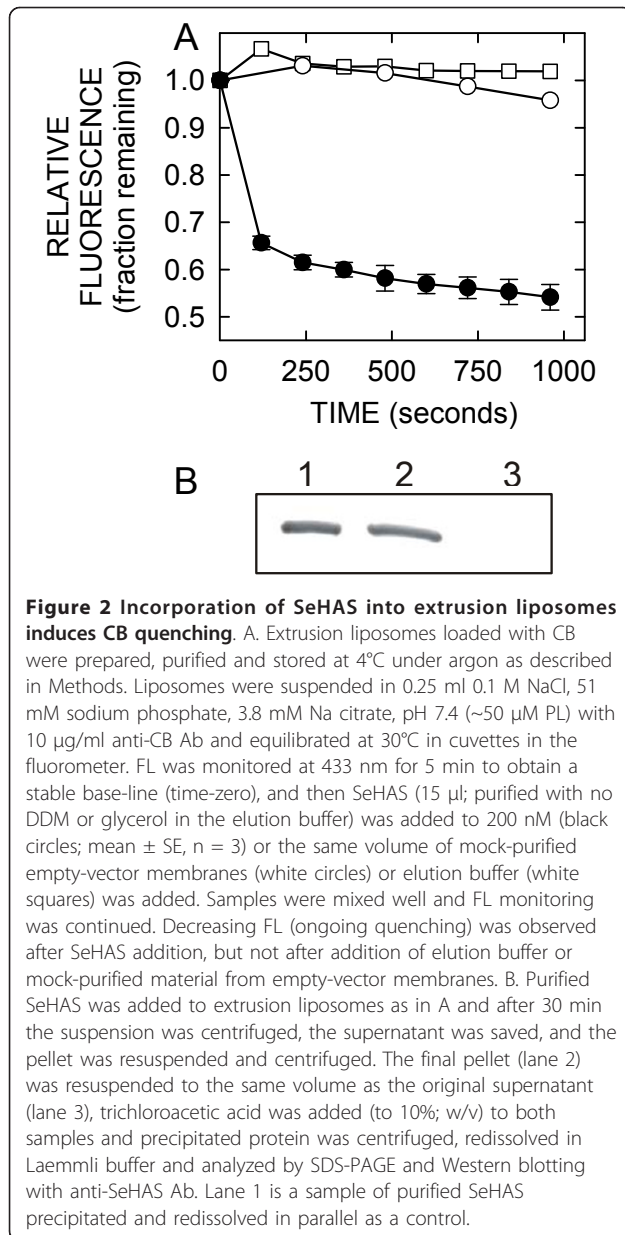 A
RELATIVE
FLUORESCENCE
(fraction remaining)
1.0
0.9
0.8
0.7
0.6
0.5
0
250
500
750
1000
TIME (seconds)
B
1
2
3
Figure 2 Incorporation of SeHAS into extrusion liposomes
induces CB quenching. A. Extrusion liposomes loaded with CB
were prepared, purified and stored at 4°C under argon as described
in Methods. Liposomes were suspended in 0.25 ml 0.1 M NaCl, 51
mM sodium phosphate, 3.8 mM Na citrate, pH 7.4 (~50 μM PL) with
10 μg/ml anti-CB Ab and equilibrated at 30°C in cuvettes in the
fluorometer. FL was monitored at 433 nm for 5 min to obtain a
stable base-line (time-zero), and then SeHAS (15 μl; purified with no
DDM or glycerol in the elution buffer) was added to 200 nM (black
circles; mean ± SE, n = 3) or the same volume of mock-purified
empty-vector membranes (white circles) or elution buffer (white
squares) was added. Samples were mixed well and FL monitoring
was continued. Decreasing FL (ongoing quenching) was observed
after SeHAS addition, but not after addition of elution buffer or
mock-purified material from empty-vector membranes. B. Purified
SeHAS was added to extrusion liposomes as in A and after 30 min
the suspension was centrifuged, the supernatant was saved, and the
pellet was resuspended and centrifuged. The final pellet (lane 2)
was resuspended to the same volume as the original supernatant
(lane 3), trichloroacetic acid was added (to 10%; w/v) to both
samples and precipitated protein was centrifuged, redissolved in
Laemmli buffer and analyzed by SDS-PAGE and Western blotting
with anti-SeHAS Ab. Lane 1 is a sample of purified SeHAS
precipitated and redissolved in parallel as a control.